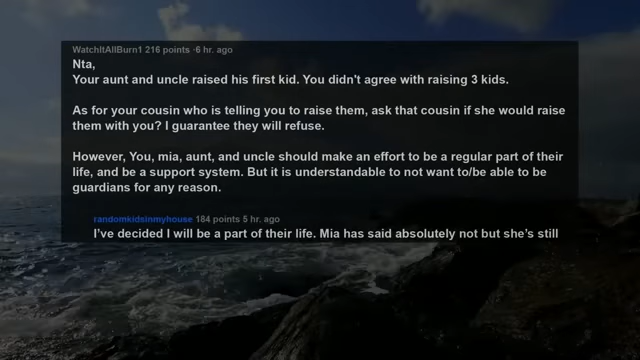 WatchItAllBurn1 216 points ·6 hr. ago
Nta,
Your aunt and uncle raised his first kid. You didn't agree with raising 3 kids.
As for your cousin who is telling you to raise them, ask that cousin if she would raise
them with you? I guarantee they will refuse.
However, You, mia, aunt, and uncle should make an effort to be a regular part of their
life, and be a support system. But it is understandable to not want to/be able to be
guardians for any reason.
randomkidsinmyhouse 184 points 5 hr. ago
I've decided I will be a part of their life. Mia has said absolutely not but she's still